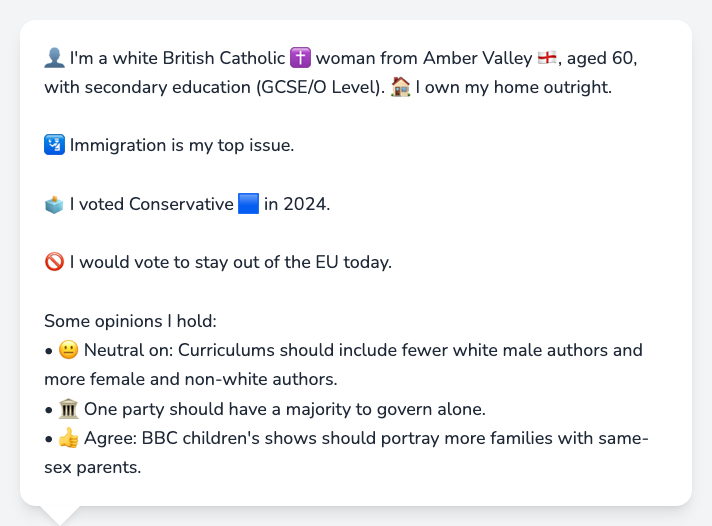 👤 I'm a white British Catholic ✝️ woman from Amber Valley 🏴󠁧󠁢󠁥󠁮󠁧󠁿, aged 60,
with secondary education (GCSE/O Level). 🏠 I own my home outright.
🛂 Immigration is my top issue.
🗳️ I voted Conservative 🟦 in 2024.
🚫 I would vote to stay out of the EU today.
Some opinions I hold:
• 😐 Neutral on: Curriculums should include fewer white male authors and
more female and non-white authors.
• 🏛️ One party should have a majority to govern alone.
• 👍 Agree: BBC children's shows should portray more families with same-
sex parents.